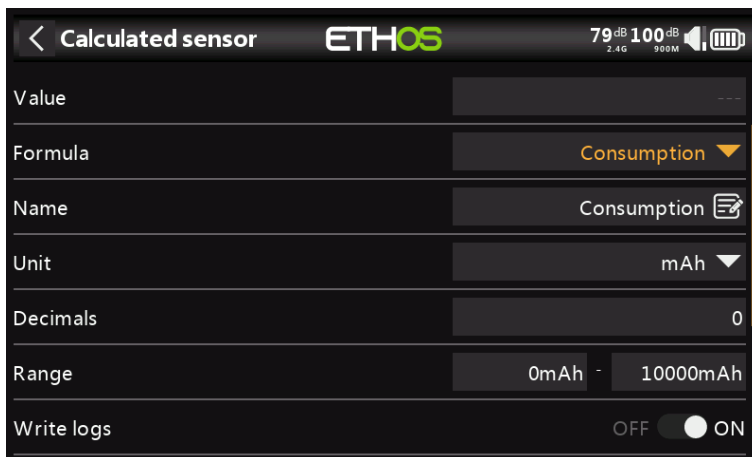 Calculated sensor ETHOS 79dB 2.4G 100dB 900M
Value ---
Formula Consumption
Name Consumption
Unit mAh
Decimals 0
Range 0mAh - 10000mAh
Write logs OFF ON